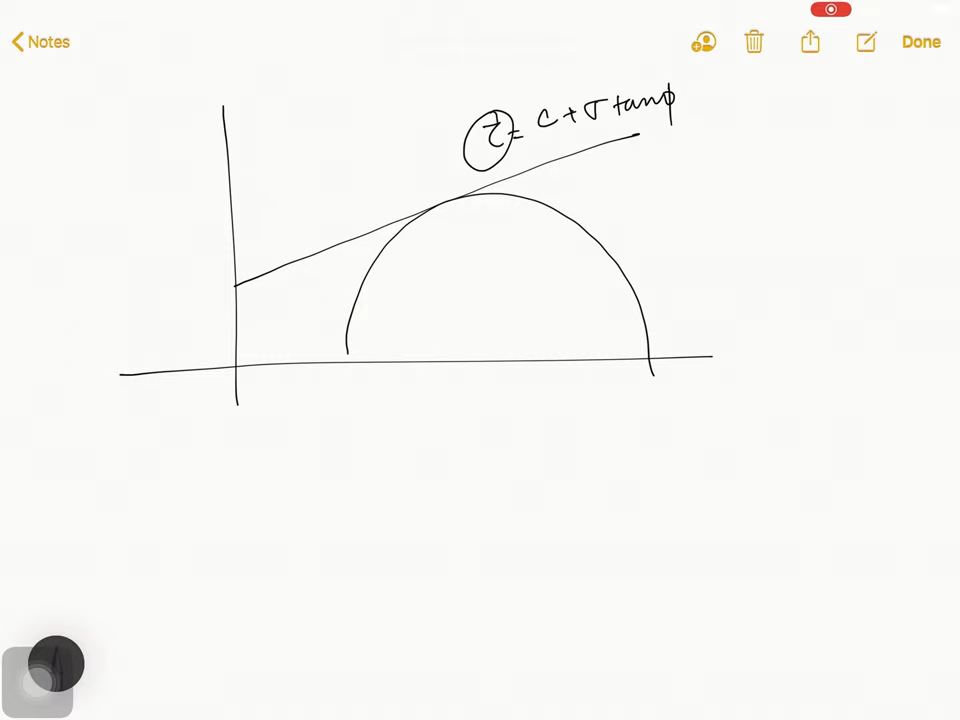 Notes
Done
τ = c + σ tanφ